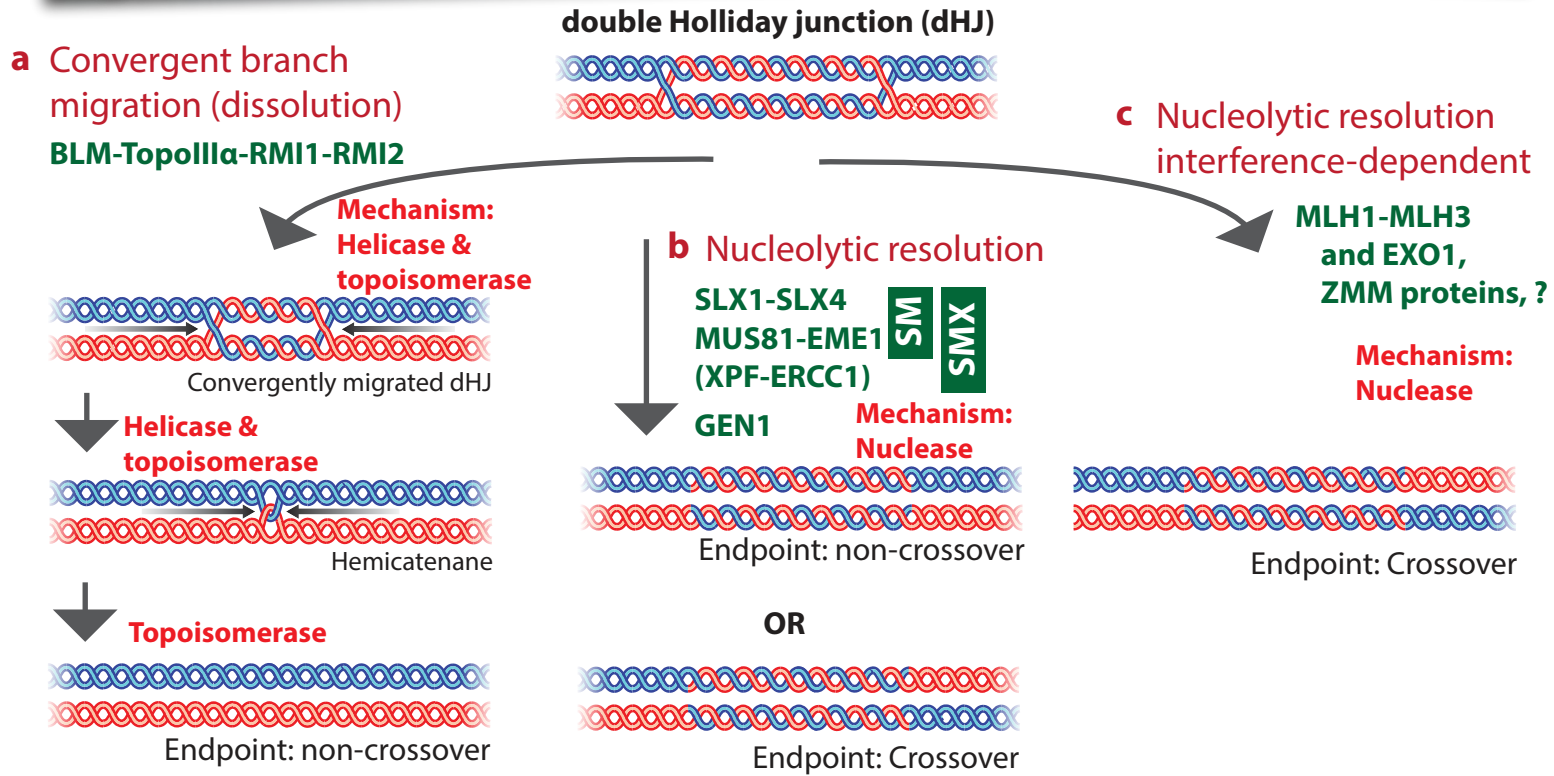 double Holliday junction (dHJ)
a Convergent branch
migration (dissolution)
BLM-TopoIIIα-RMI1-RMI2
Mechanism:
Helicase &
topoisomerase
Convergently migrated dHJ
Helicase &
topoisomerase
Hemicatenane
Topoisomerase
Endpoint: non-crossover
b Nucleolytic resolution
SLX1-SLX4
MUS81-EME1
(XPF-ERCC1)
SM
SMX
GEN1
Mechanism:
Nuclease
Endpoint: non-crossover
OR
Endpoint: Crossover
c Nucleolytic resolution
interference-dependent
MLH1-MLH3
and EXO1,
ZMM proteins, ?
Mechanism:
Nuclease
Endpoint: Crossover